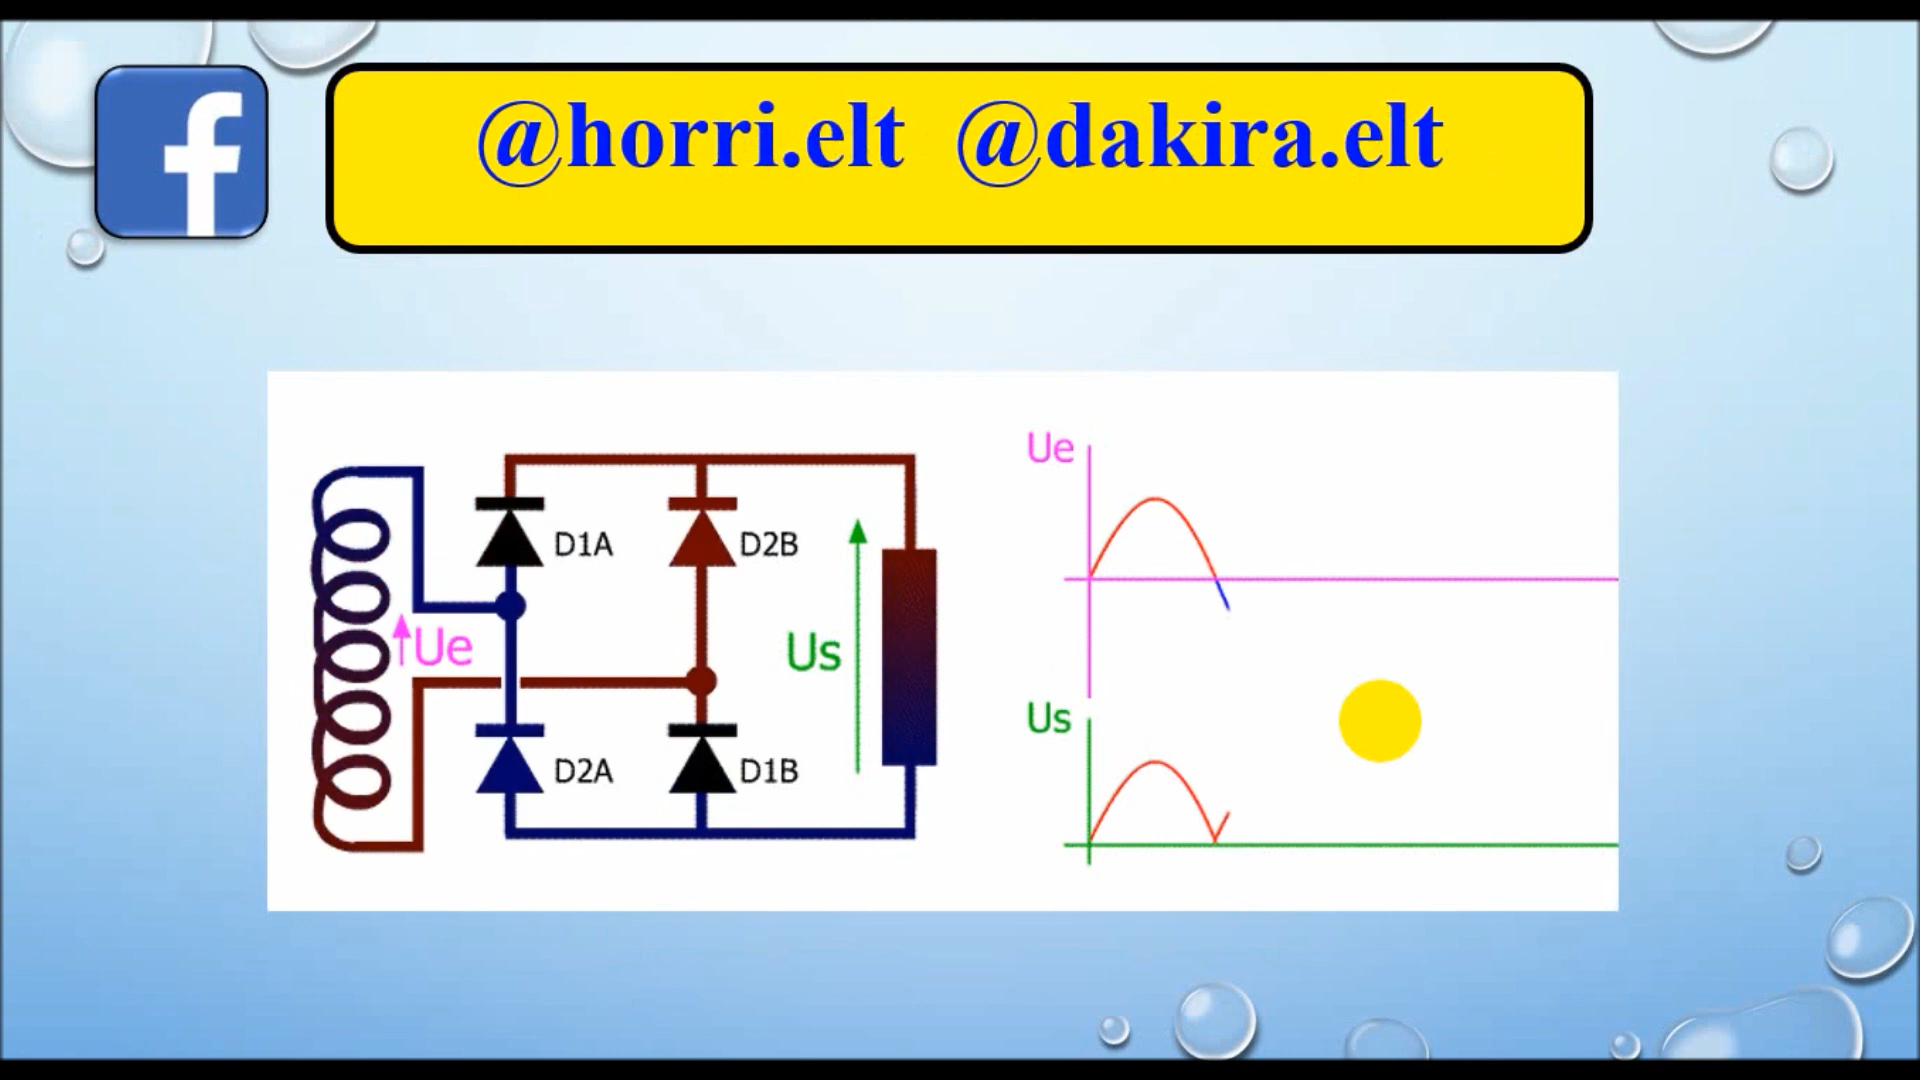 @horri.elt @dakira.elt
Ue
D1A
D2B
Ue
Us
Us
D2A
D1B